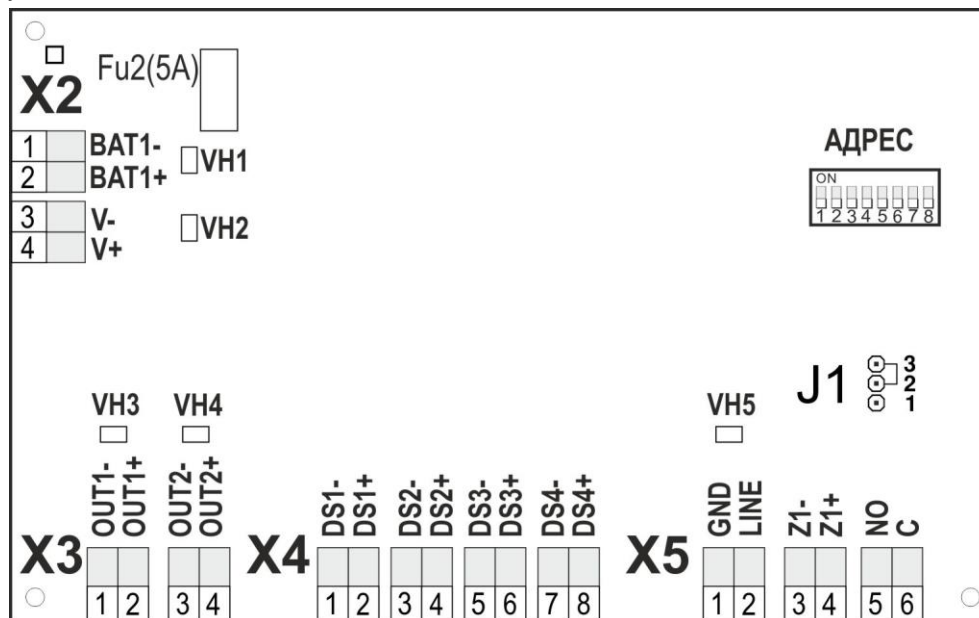 Fu2(5A)
X2
1 BAT1-
2 BAT1+
VH1
3 V-
4 V+
VH2
АДРЕС
ON
1 2 3 4 5 6 7 8
J1
3
2
1
VH3 VH4 VH5
OUT1- OUT1+ OUT2- OUT2+ DS1- DS1+ DS2- DS2+ DS3- DS3+ DS4- DS4+ GND LINE Z1- Z1+ NO C
X3 X4 X5
1 2 3 4 1 2 3 4 5 6 7 8 1 2 3 4 5 6